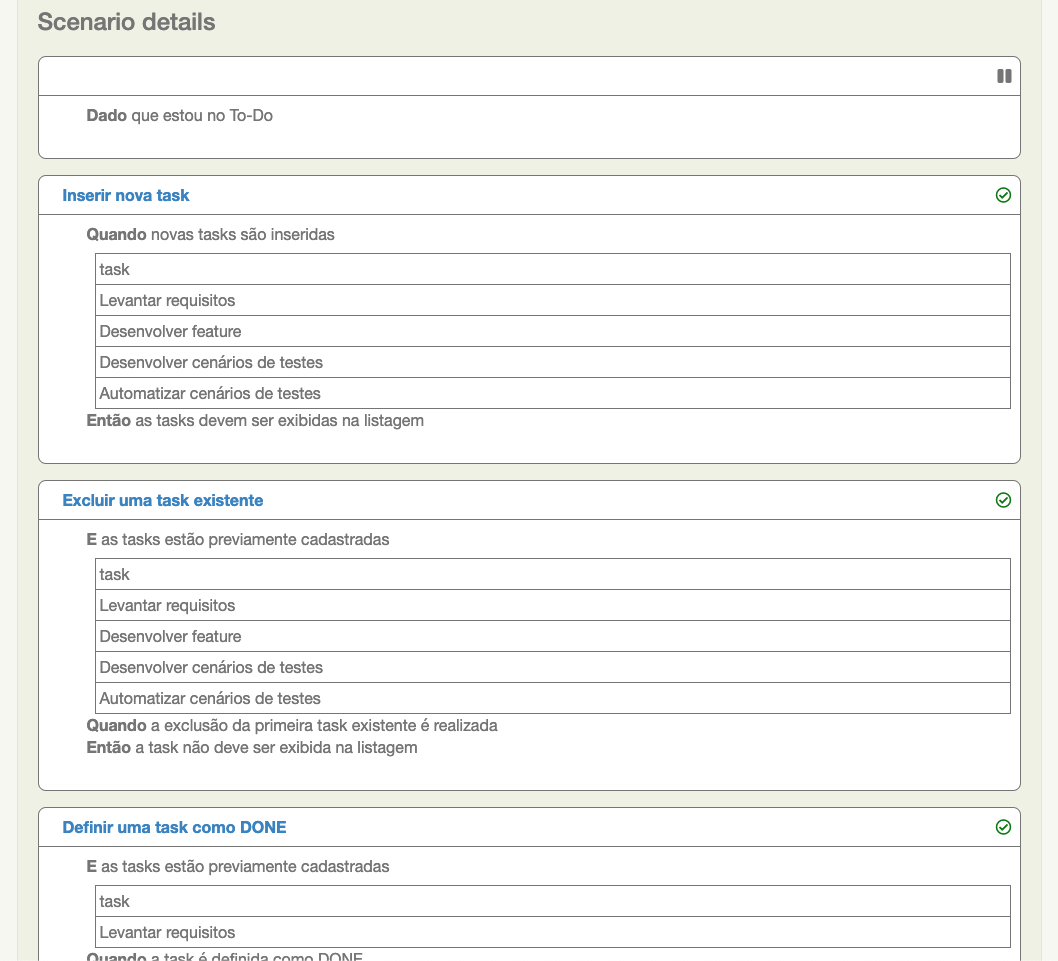 Scenario details
Dado que estou no To-Do
Inserir nova task
Quando novas tasks são inseridas
task
Levantar requisitos
Desenvolver feature
Desenvolver cenários de testes
Automatizar cenários de testes
Então as tasks devem ser exibidas na listagem
Excluir uma task existente
E as tasks estão previamente cadastradas
task
Levantar requisitos
Desenvolver feature
Desenvolver cenários de testes
Automatizar cenários de testes
Quando a exclusão da primeira task existente é realizada
Então a task não deve ser exibida na listagem
Definir uma task como DONE
E as tasks estão previamente cadastradas
task
Levantar requisitos
Quando a task é definida como DONE